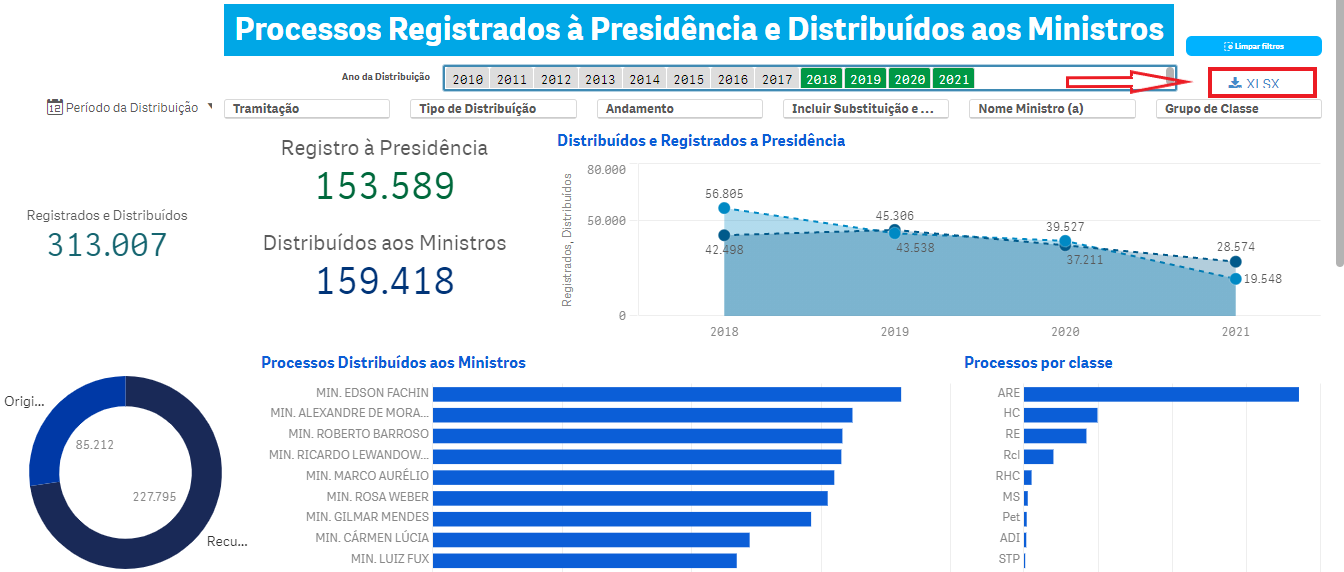 Processos Registrados à Presidência e Distribuídos aos Ministros
Limpar filtros
Ano da Distribuição
2010 2011 2012 2013 2014 2015 2016 2017 2018 2019 2020 2021
XLSX
12 Período da Distribuição
Tramitação
Tipo de Distribuição
Andamento
Incluir Substituição e ...
Nome Ministro (a)
Grupo de Classe
Registro à Presidência
153.589
Registrados e Distribuídos
313.007
Distribuídos aos Ministros
159.418
Distribuídos e Registrados a Presidência
Registrados, Distribuídos
80.000
50.000
0
56.805
42.498
45.306
43.538
39.527
37.211
28.574
19.548
2018 2019 2020 2021
Origi...
85.212
227.795
Recu...
Processos Distribuídos aos Ministros
MIN. EDSON FACHIN
MIN. ALEXANDRE DE MORA...
MIN. ROBERTO BARROSO
MIN. RICARDO LEWANDOW...
MIN. MARCO AURÉLIO
MIN. ROSA WEBER
MIN. GILMAR MENDES
MIN. CÁRMEN LÚCIA
MIN. LUIZ FUX
Processos por classe
ARE
HC
RE
Rcl
RHC
MS
Pet
ADI
STP